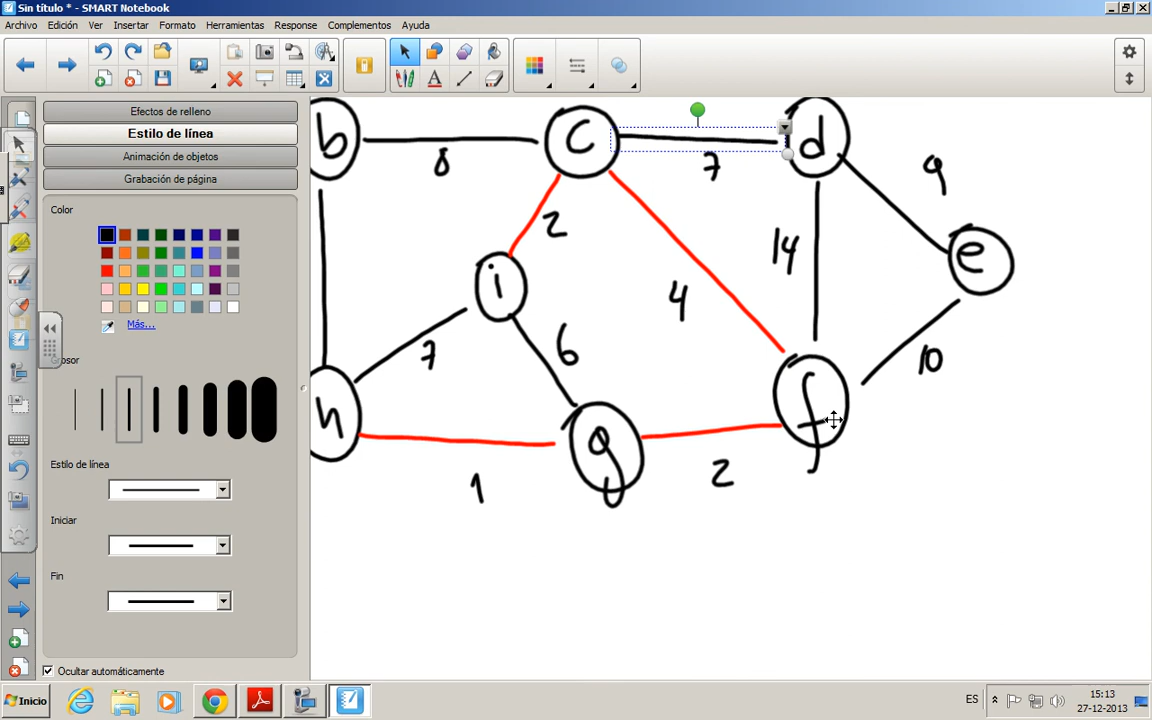 Sin título * - SMART Notebook
Archivo Edición Ver Insertar Formato Herramientas Response Complementos Ayuda
Efectos de relleno
Estilo de línea
Animación de objetos
Grabación de página
Color
Más...
Grosor
Estilo de línea
Iniciar
Fin
Ocultar automáticamente
b 8 c 7 d 9
2 14 e
i 4
7 6 10
h f
g
1 2
Inicio
ES 15:13
27-12-2013